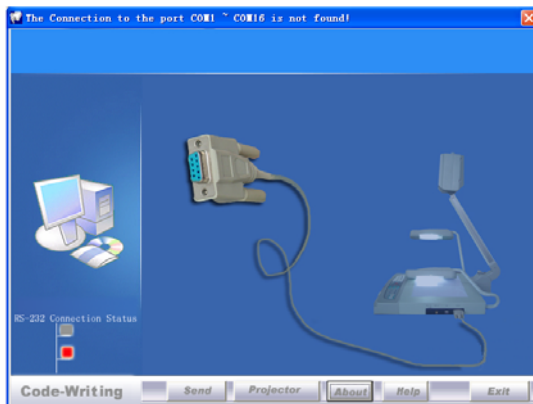 The Connection to the port COM1 ~ COM16 is not found!
RS-232 Connection Status
Code-Writing Send Projector About Help Exit